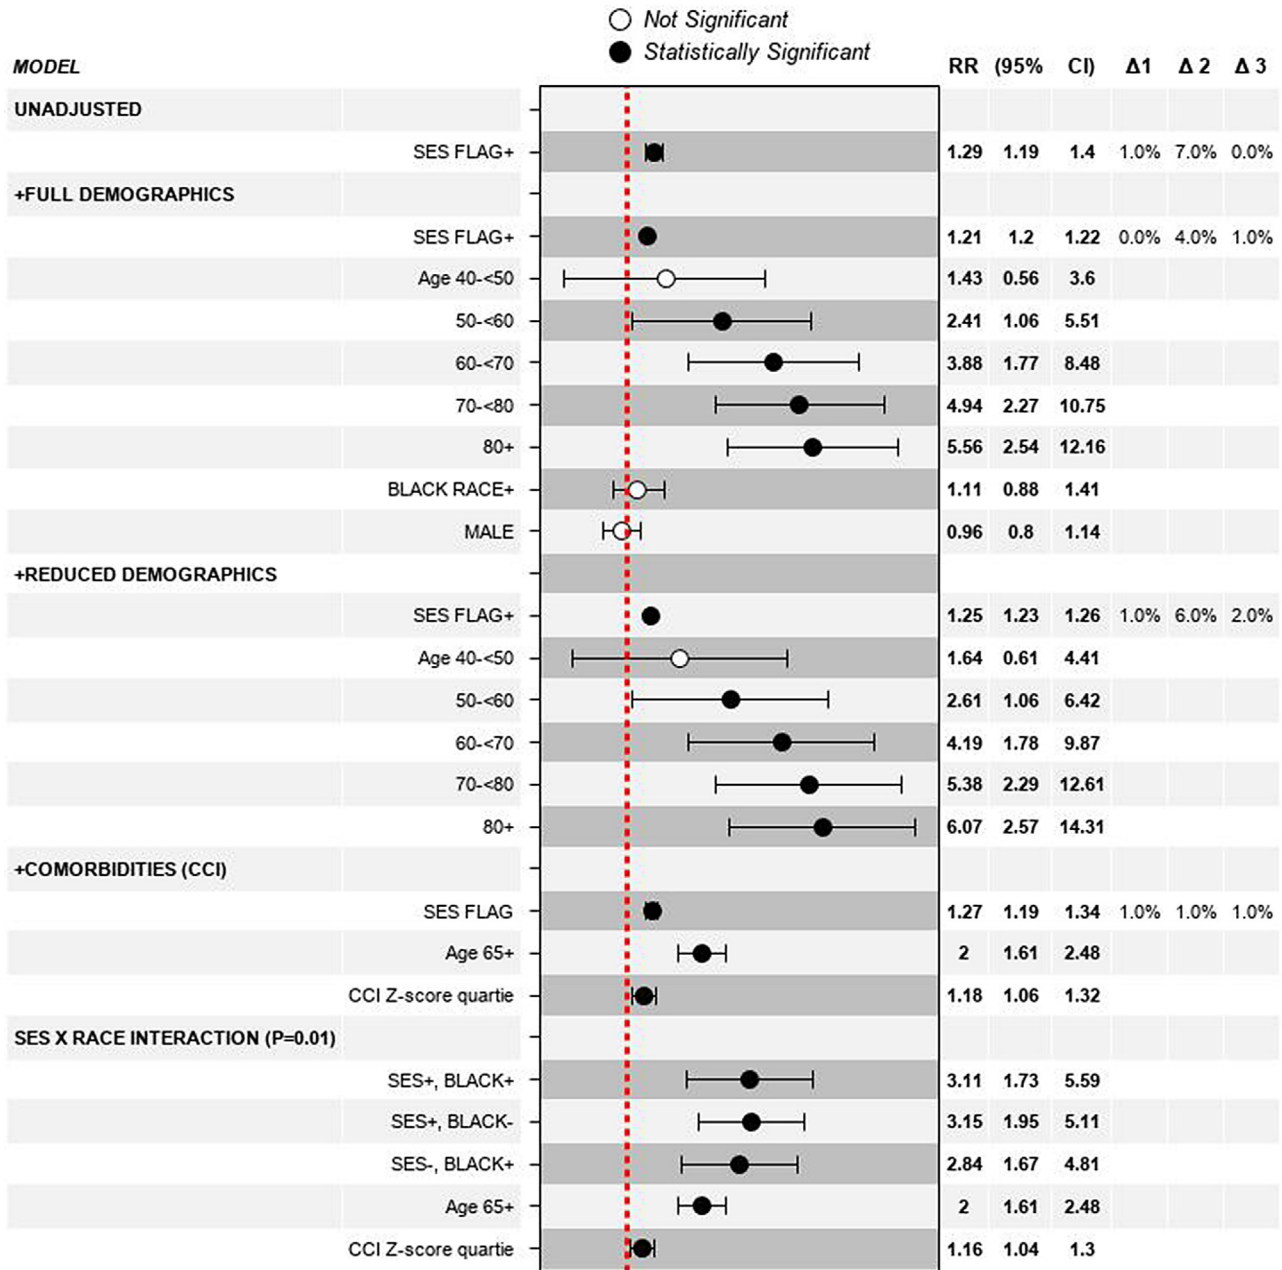 Not Significant
Statistically Significant
MODEL RR (95% CI) Δ1 Δ 2 Δ 3
UNADJUSTED
SES FLAG+ 1.29 1.19 1.4 1.0% 7.0% 0.0%
+FULL DEMOGRAPHICS
SES FLAG+ 1.21 1.2 1.22 0.0% 4.0% 1.0%
Age 40-<50 1.43 0.56 3.6
50-<60 2.41 1.06 5.51
60-<70 3.88 1.77 8.48
70-<80 4.94 2.27 10.75
80+ 5.56 2.54 12.16
BLACK RACE+ 1.11 0.88 1.41
MALE 0.96 0.8 1.14
+REDUCED DEMOGRAPHICS
SES FLAG+ 1.25 1.23 1.26 1.0% 6.0% 2.0%
Age 40-<50 1.64 0.61 4.41
50-<60 2.61 1.06 6.42
60-<70 4.19 1.78 9.87
70-<80 5.38 2.29 12.61
80+ 6.07 2.57 14.31
+COMORBIDITIES (CCI)
SES FLAG 1.27 1.19 1.34 1.0% 1.0% 1.0%
Age 65+ 2 1.61 2.48
CCI Z-score quartie 1.18 1.06 1.32
SES X RACE INTERACTION (P=0.01)
SES+, BLACK+ 3.11 1.73 5.59
SES+, BLACK- 3.15 1.95 5.11
SES-, BLACK+ 2.84 1.67 4.81
Age 65+ 2 1.61 2.48
CCI Z-score quartie 1.16 1.04 1.3